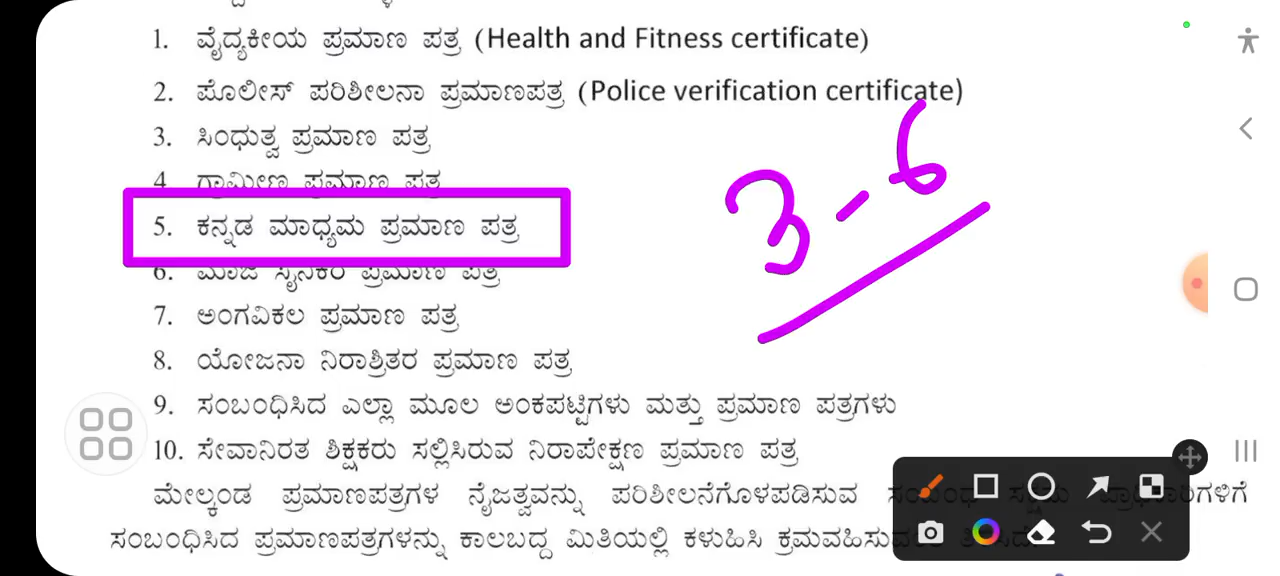 1. ವೈದ್ಯಕೀಯ ಪ್ರಮಾಣ ಪತ್ರ (Health and Fitness certificate)
2. ಪೊಲೀಸ್ ಪರಿಶೀಲನಾ ಪ್ರಮಾಣಪತ್ರ (Police verification certificate)
3. ಸಿಂಧುತ್ವ ಪ್ರಮಾಣ ಪತ್ರ
3-6
4 ಗ್ರಾಮೀಣ ಪ್ರಮಾಣ ಪತ್ರ
5. ಕನ್ನಡ ಮಾಧ್ಯಮ ಪ್ರಮಾಣ ಪತ್ರ
6. ಮಾಜಿ ಸೈನಿಕರ ಪ್ರಮಾಣ ಪತ್ರ
7. ಅಂಗವಿಕಲ ಪ್ರಮಾಣ ಪತ್ರ
8. ಯೋಜನಾ ನಿರಾಶ್ರಿತರ ಪ್ರಮಾಣ ಪತ್ರ
9. ಸಂಬಂಧಿಸಿದ ಎಲ್ಲಾ ಮೂಲ ಅಂಕಪಟ್ಟಿಗಳು ಮತ್ತು ಪ್ರಮಾಣ ಪತ್ರಗಳು
10. ಸೇವಾನಿರತ ಶಿಕ್ಷಕರು ಸಲ್ಲಿಸಿರುವ ನಿರಾಪೇಕ್ಷಣ ಪ್ರಮಾಣ ಪತ್ರ
ಮೇಲ್ಕಂಡ ಪ್ರಮಾಣಪತ್ರಗಳ ನೈಜತ್ವವನ್ನು ಪರಿಶೀಲನೆಗೊಳಪಡಿಸುವ ಸಂಬಂಧ ಸಕ್ಷಮ ಪ್ರಾಧಿಕಾರಿಗಳಿಗೆ
ಸಂಬಂಧಿಸಿದ ಪ್ರಮಾಣಪತ್ರಗಳನ್ನು ಕಾಲಬದ್ದ ಮಿತಿಯಲ್ಲಿ ಕಳುಹಿಸಿ